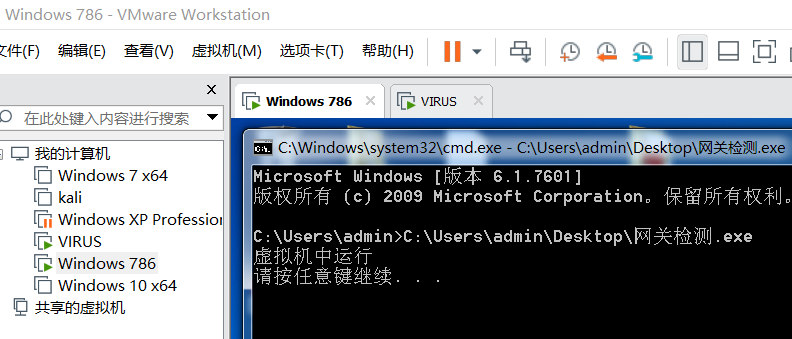 Windows 786 - VMware Workstation
文件(F) 编辑(E) 查看(V) 虚拟机(M) 选项卡(T) 帮助(H)
在此处键入内容进行搜索
我的计算机
Windows 7 x64
kali
Windows XP Profession
VIRUS
Windows 786
Windows 10 x64
共享的虚拟机
Windows 786
VIRUS
C:\Windows\system32\cmd.exe - C:\Users\admin\Desktop\网关检测.exe
Microsoft Windows [版本 6.1.7601]
版权所有 (c) 2009 Microsoft Corporation。保留所有权利。
C:\Users\admin>C:\Users\admin\Desktop\网关检测.exe
虚拟机中运行
请按任意键继续. . .